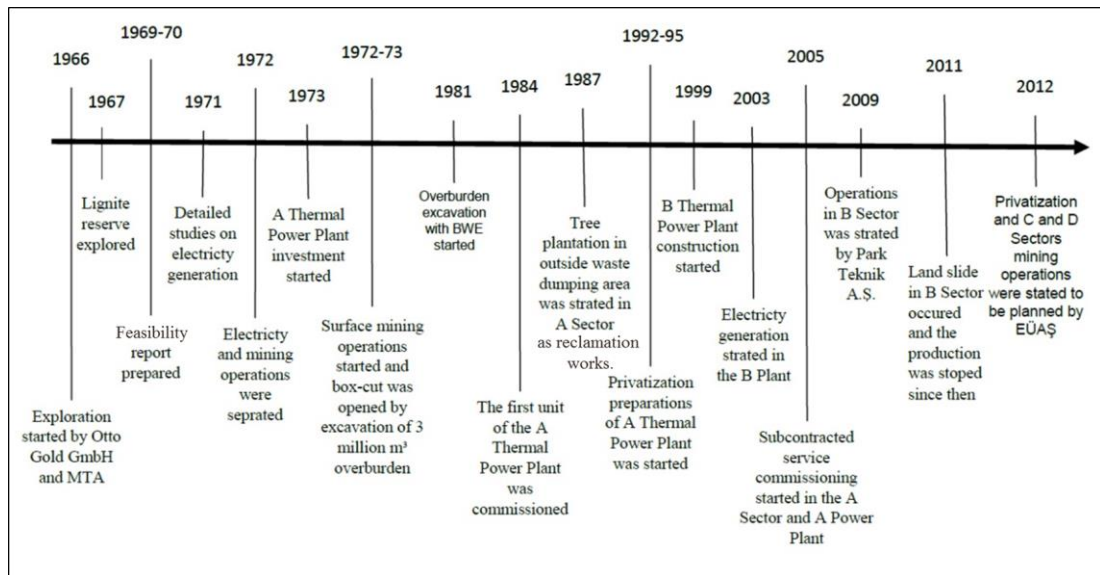 1966
1967
1969-70
1971
1972
1973
1972-73
1981
1984
1987
1992-95
1999
2003
2005
2009
2011
2012
Exploration
started by Otto
Gold GmbH
and MTA
Lignite
reserve
explored
Feasibility
report
prepared
Detailed
studies on
electricty
generation
Electricty
and mining
operations
were
seprated
A Thermal
Power Plant
investment
started
Surface mining
operations
started and
box-cut was
opened by
excavation of 3
million m³
overburden
Overburden
excavation
with BWE
started
The first unit
of the A
Thermal
Power Plant
was
commissioned
Tree
plantation in
outside waste
dumping area
was strated in
A Sector
as reclamation
works.
Privatization
preparations
of A Thermal
Power Plant
was started
B Thermal
Power Plant
construction
started
Electricity
generation
strated in
the B Plant
Subcontracted
service
commissioning
started in the A
Sector and A Power
Plant
Operations
in B Sector
was strated
by Park
Teknik
A.Ş.
Land slide
in B Sector
occured
and the
production
was stoped
since then
Privatization
and C and D
Sectors
mining
operations
were stated to
be planned by
EÜAŞ